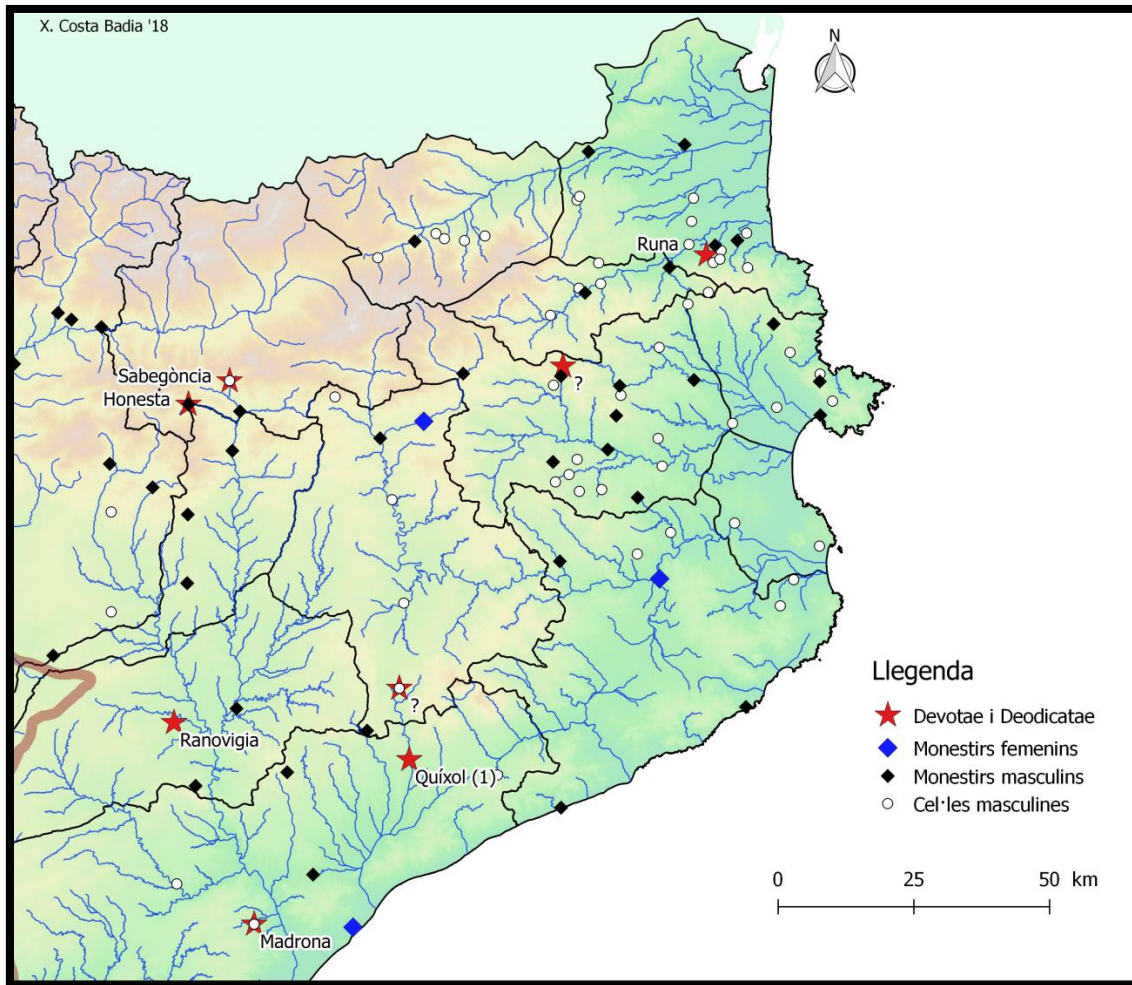 X. Costa Badia '18
N
Runa
Sabegòncia
Honesta
?
?
Ranovigia
Quíxol (1)
Madrona
Llegenda
Devotae i Deodicatae
Monestirs femenins
Monestirs masculins
Cel·les masculines
0 25 50 km